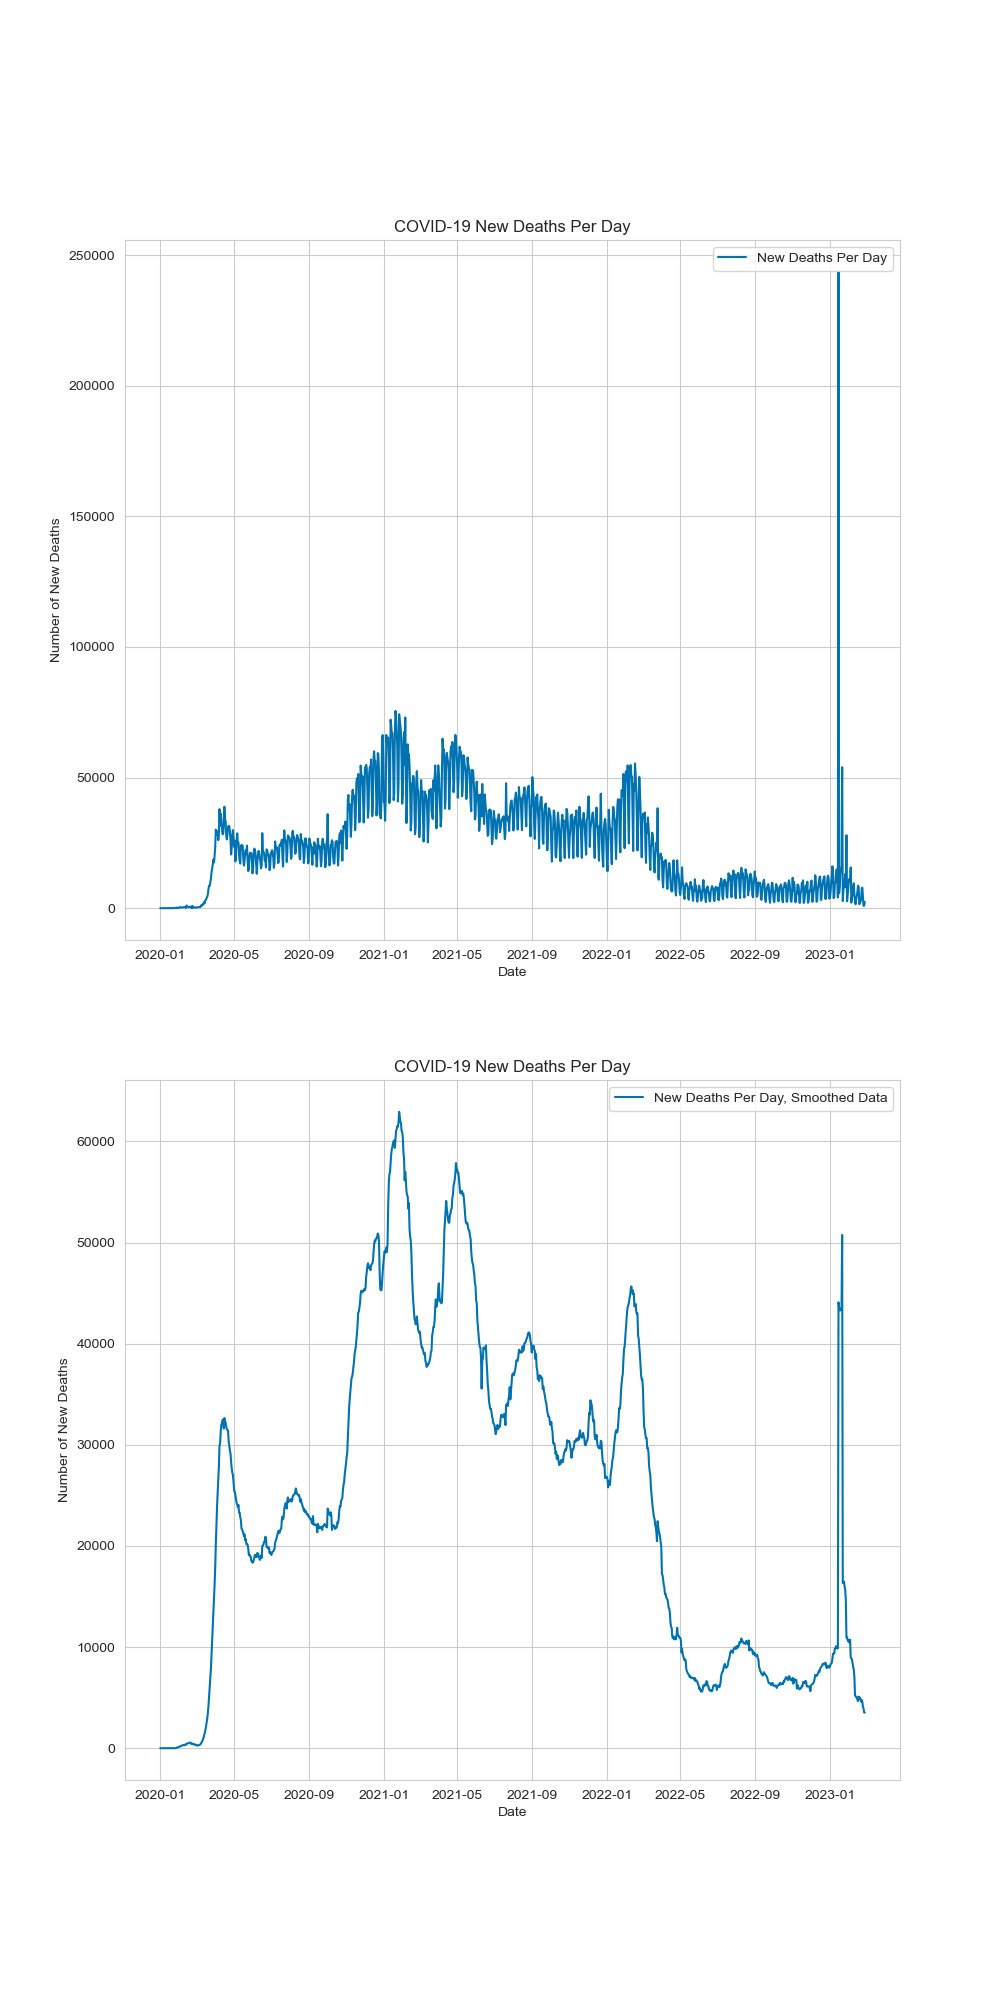 COVID-19 New Deaths Per Day
New Deaths Per Day
250000
200000
150000
100000
50000
0
Number of New Deaths
2020-01 2020-05 2020-09 2021-01 2021-05 2021-09 2022-01 2022-05 2022-09 2023-01
Date
COVID-19 New Deaths Per Day
New Deaths Per Day, Smoothed Data
60000
50000
40000
30000
20000
10000
0
Number of New Deaths
2020-01 2020-05 2020-09 2021-01 2021-05 2021-09 2022-01 2022-05 2022-09 2023-01
Date